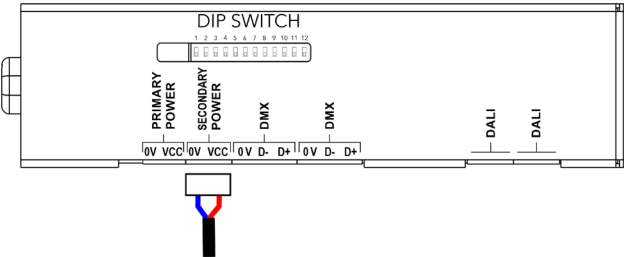 DIP SWITCH
1 2 3 4 5 6 7 8 9 10 11 12
PRIMARY
POWER
SECONDARY
POWER
DMX
DMX
DALI
DALI
0V VCC 0V VCC 0V D- D+ 0V D- D+